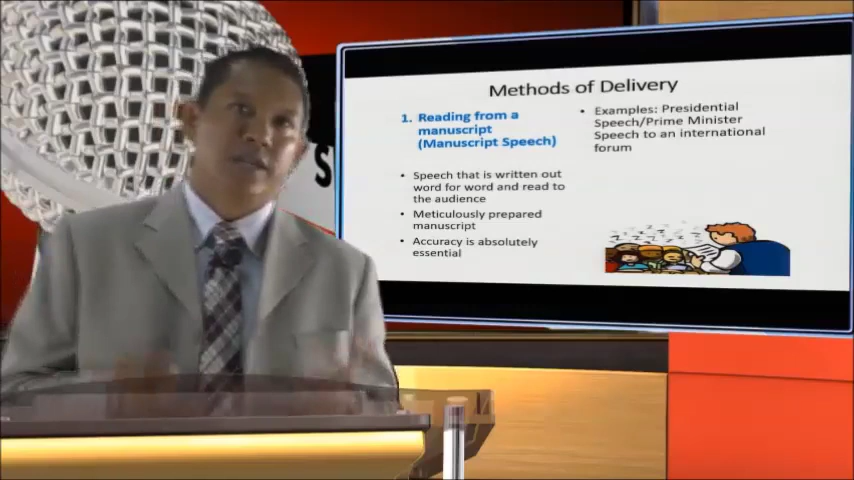 Methods of Delivery
1. Reading from a
manuscript
(Manuscript Speech)
• Speech that is written out
word for word and read to
the audience
• Meticulously prepared
manuscript
• Accuracy is absolutely
essential
• Examples: Presidential
Speech/Prime Minister
Speech to an international
forum